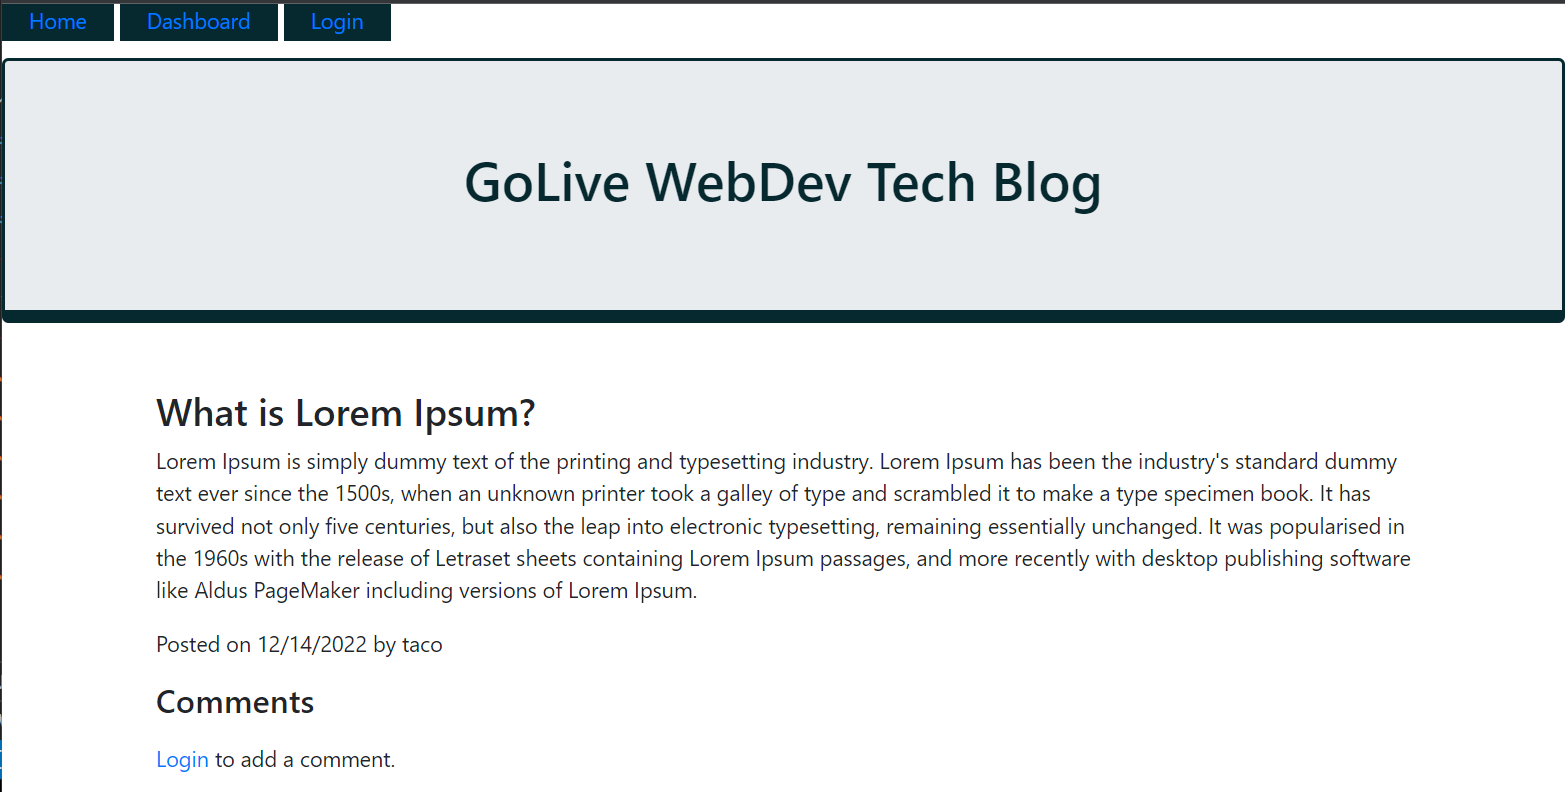 Home Dashboard Login
GoLive WebDev Tech Blog
What is Lorem Ipsum?
Lorem Ipsum is simply dummy text of the printing and typesetting industry. Lorem Ipsum has been the industry's standard dummy
text ever since the 1500s, when an unknown printer took a galley of type and scrambled it to make a type specimen book. It has
survived not only five centuries, but also the leap into electronic typesetting, remaining essentially unchanged. It was popularised in
the 1960s with the release of Letraset sheets containing Lorem Ipsum passages, and more recently with desktop publishing software
like Aldus PageMaker including versions of Lorem Ipsum.
Posted on 12/14/2022 by taco
Comments
Login to add a comment.